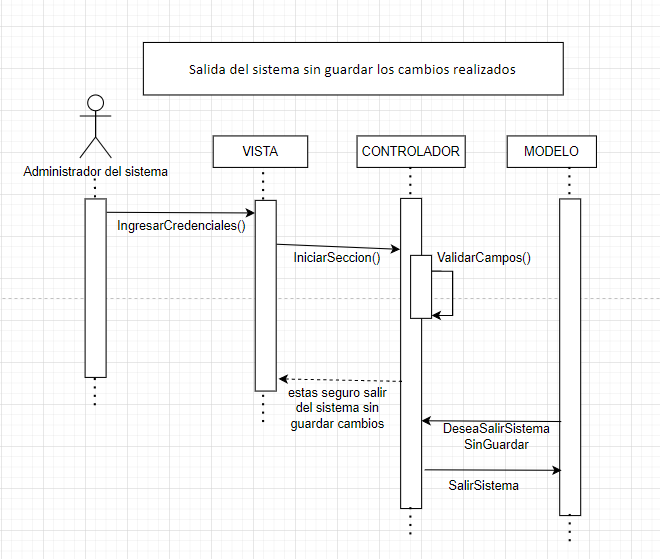 Salida del sistema sin guardar los cambios realizados
Administrador del sistema
VISTA
CONTROLADOR
MODELO
IngresarCredenciales()
IniciarSeccion()
ValidarCampos()
estas seguro salir
del sistema sin
guardar cambios
DeseaSalirSistema
SinGuardar
SalirSistema